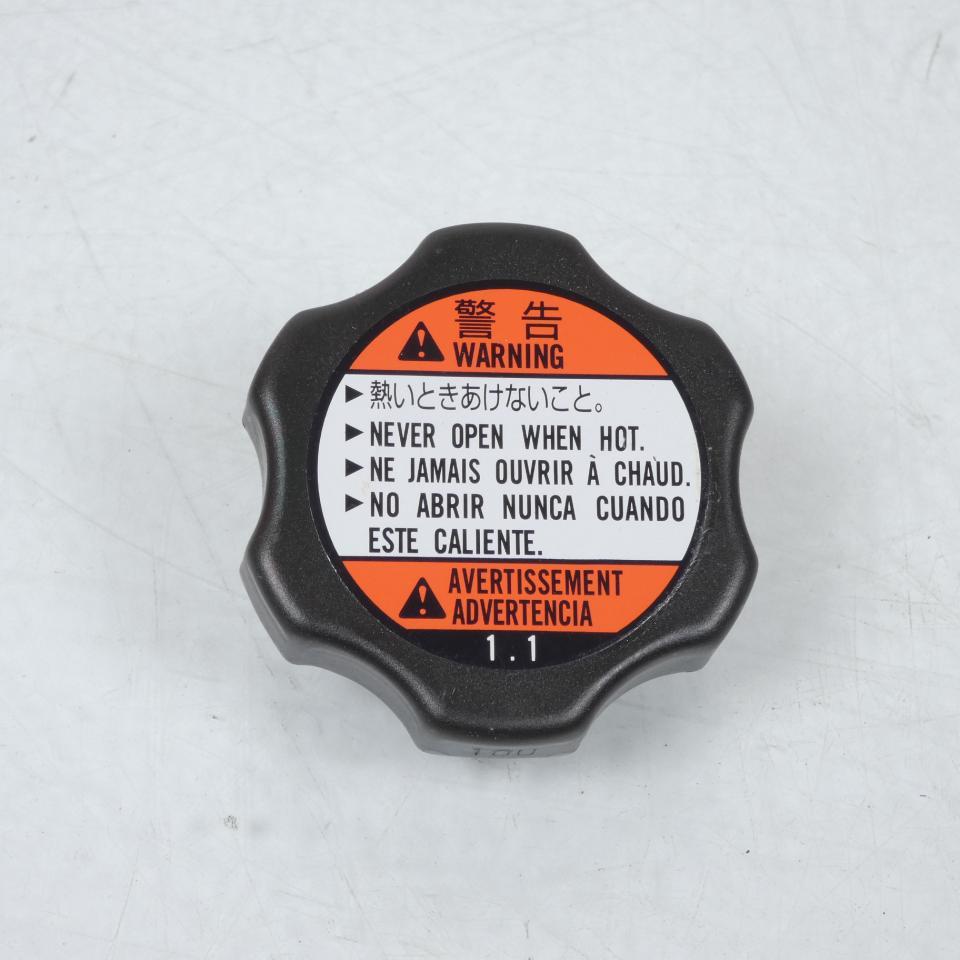 警告
WARNING
▶熱いときあけないこと。
▶NEVER OPEN WHEN HOT.
▶NE JAMAIS OUVRIR À CHAUD.
▶NO ABRIR NUNCA CUANDO
ESTE CALIENTE.
AVERTISSEMENT
ADVERTENCIA
1.1